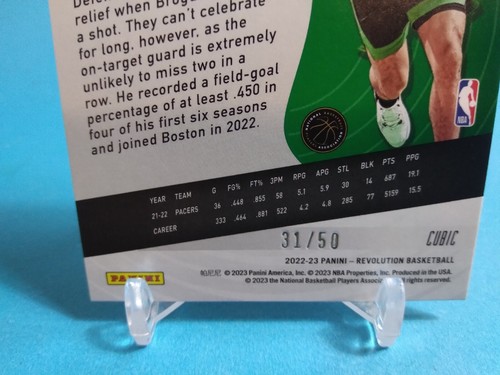 relief when Brog
a shot. They can't celebrate
for long, however, as the
on-target guard is extremely
unlikely to miss two in a
row. He recorded a field-goal
percentage of at least .450 in
four of his first six seasons
and joined Boston in 2022.
NBA
YEAR TEAM G FG% FT% 3PM RPG APG STL BLK PTS PPG
21-22 PACERS 36 .448 .855 58 5.1 5.9 30 14 687 19.1
CAREER 333 .464 .881 522 4.2 4.8 285 77 5159 15.5
31/50 CUBIC
2022-23 PANINI – REVOLUTION BASKETBALL
PANINI
帕尼尼 © 2023 Panini America, Inc. © 2023 NBA Properties, Inc. Produced in the USA.
© 2023 the National Basketball Players Assoc All rights reserved.